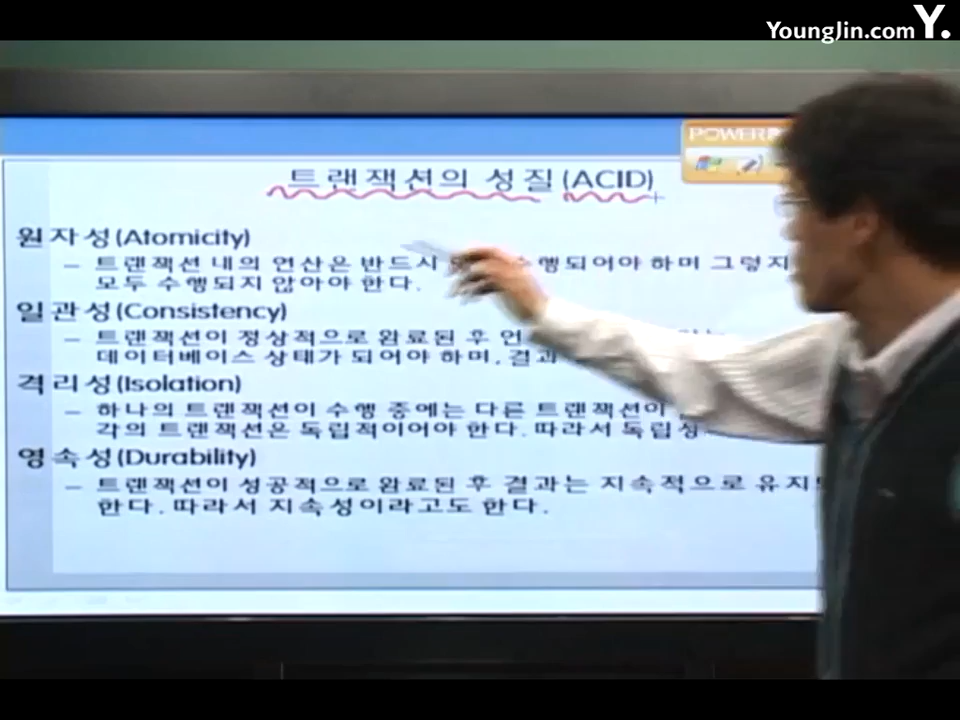 YoungJin.com Y.
POWER
트랜잭션의 성질 (ACID)
원자성(Atomicity)
– 트랜잭션 내의 연산은 반드시 수행되어야 하며 그렇지
모두 수행되지 않아야 한다.
일관성(Consistency)
– 트랜잭션이 정상적으로 완료된 후 언
데이터베이스 상태가 되어야 하며, 결과
격리성(Isolation)
– 하나의 트랜잭션이 수행 중에는 다른 트랜잭션이
각의 트랜잭션은 독립적이어야 한다. 따라서 독립성
영속성(Durability)
– 트랜잭션이 성공적으로 완료된 후 결과는 지속적으로 유지
한다. 따라서 지속성이라고도 한다.